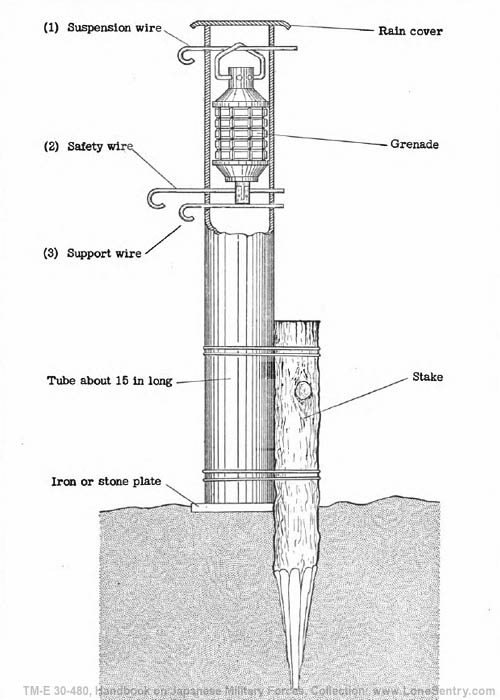 (1) Suspension wire
Rain cover
(2) Safety wire
Grenade
(3) Support wire
Tube about 15 in long
Stake
Iron or stone plate
TM-E 30-480, Handbook on Japanese Military Forces, Collection: www.LoneSentry.com